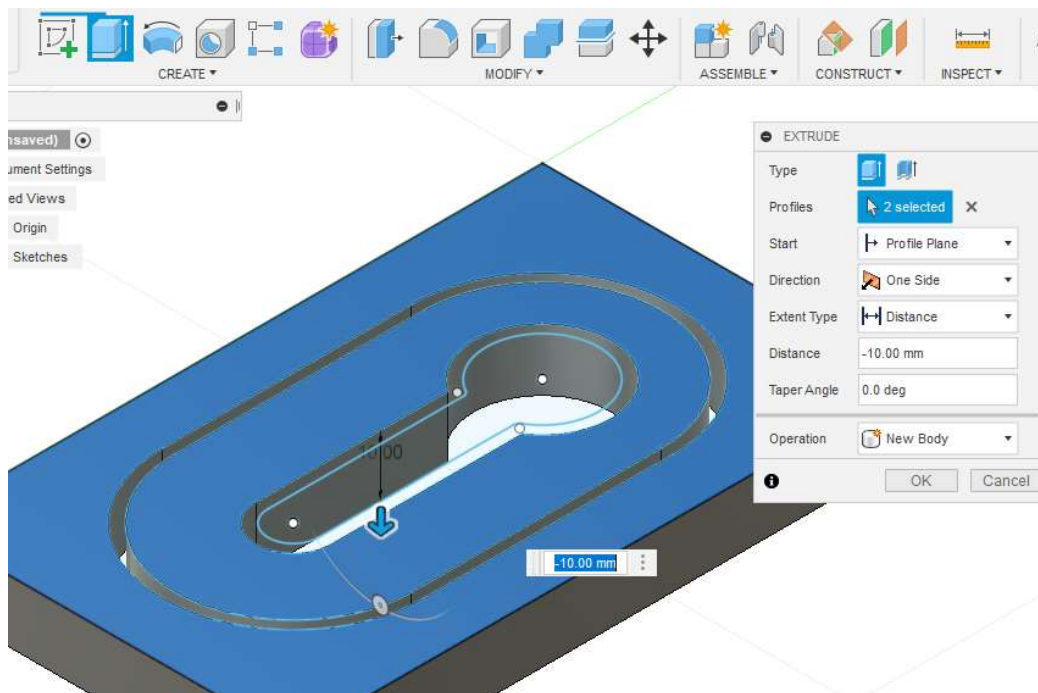 CREATE ▾
MODIFY ▾
ASSEMBLE ▾
CONSTRUCT ▾
INSPECT ▾
nsaved)
ument Settings
ed Views
Origin
Sketches
EXTRUDE
Type
Profiles 2 selected
Start Profile Plane
Direction One Side
Extent Type Distance
Distance -10.00 mm
Taper Angle 0.0 deg
Operation New Body
OK Cancel
10.00
-10.00 mm